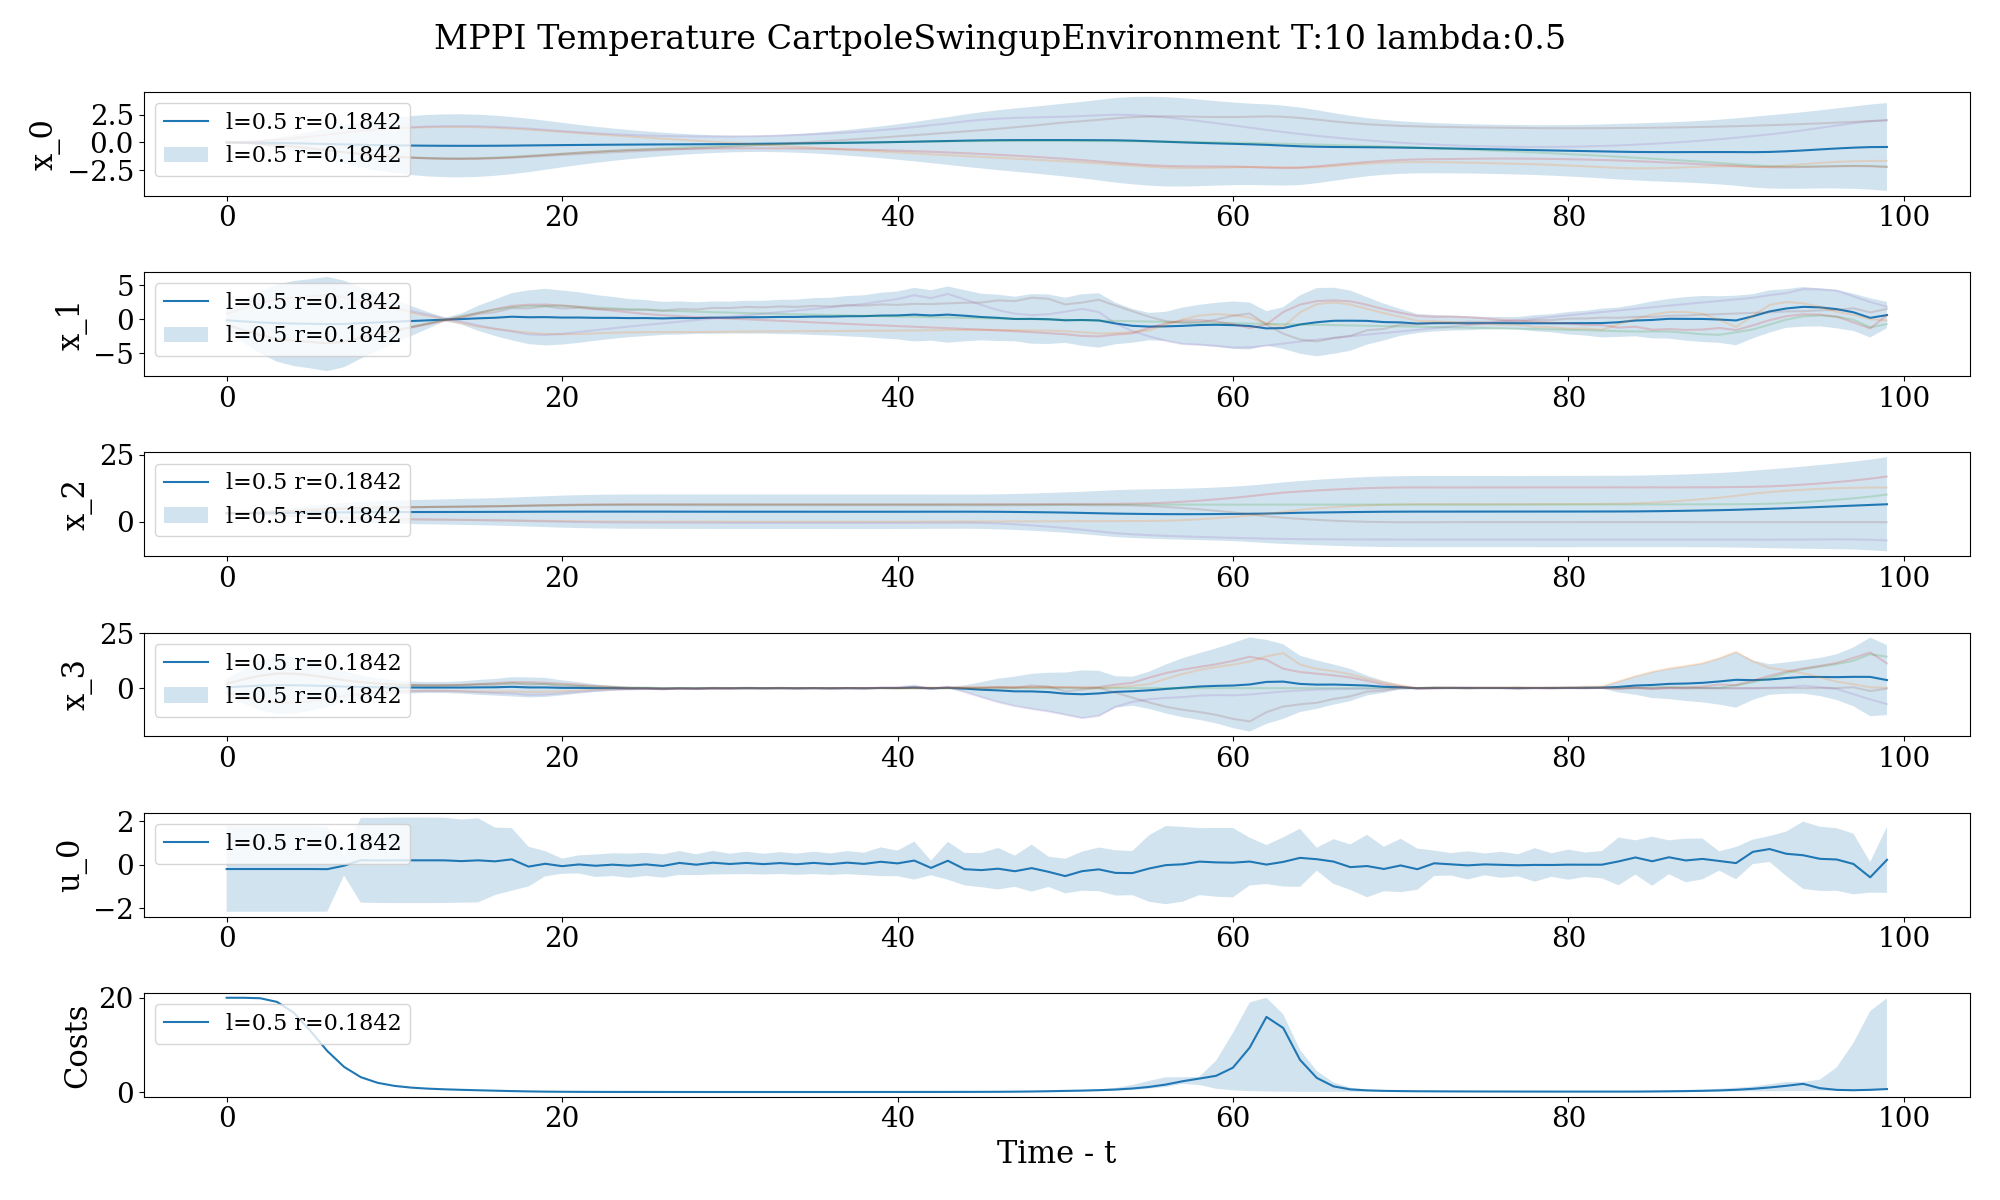 MPPI Temperature CartpoleSwingupEnvironment T:10 lambda:0.5
x_0
2.5
0.0
−2.5
l=0.5 r=0.1842
l=0.5 r=0.1842
0 20 40 60 80 100
x_1
5
0
−5
l=0.5 r=0.1842
l=0.5 r=0.1842
0 20 40 60 80 100
x_2
25
0
l=0.5 r=0.1842
l=0.5 r=0.1842
0 20 40 60 80 100
x_3
25
0
l=0.5 r=0.1842
l=0.5 r=0.1842
0 20 40 60 80 100
u_0
2
0
−2
l=0.5 r=0.1842
0 20 40 60 80 100
Costs
20
0
l=0.5 r=0.1842
0 20 40 60 80 100
Time - t